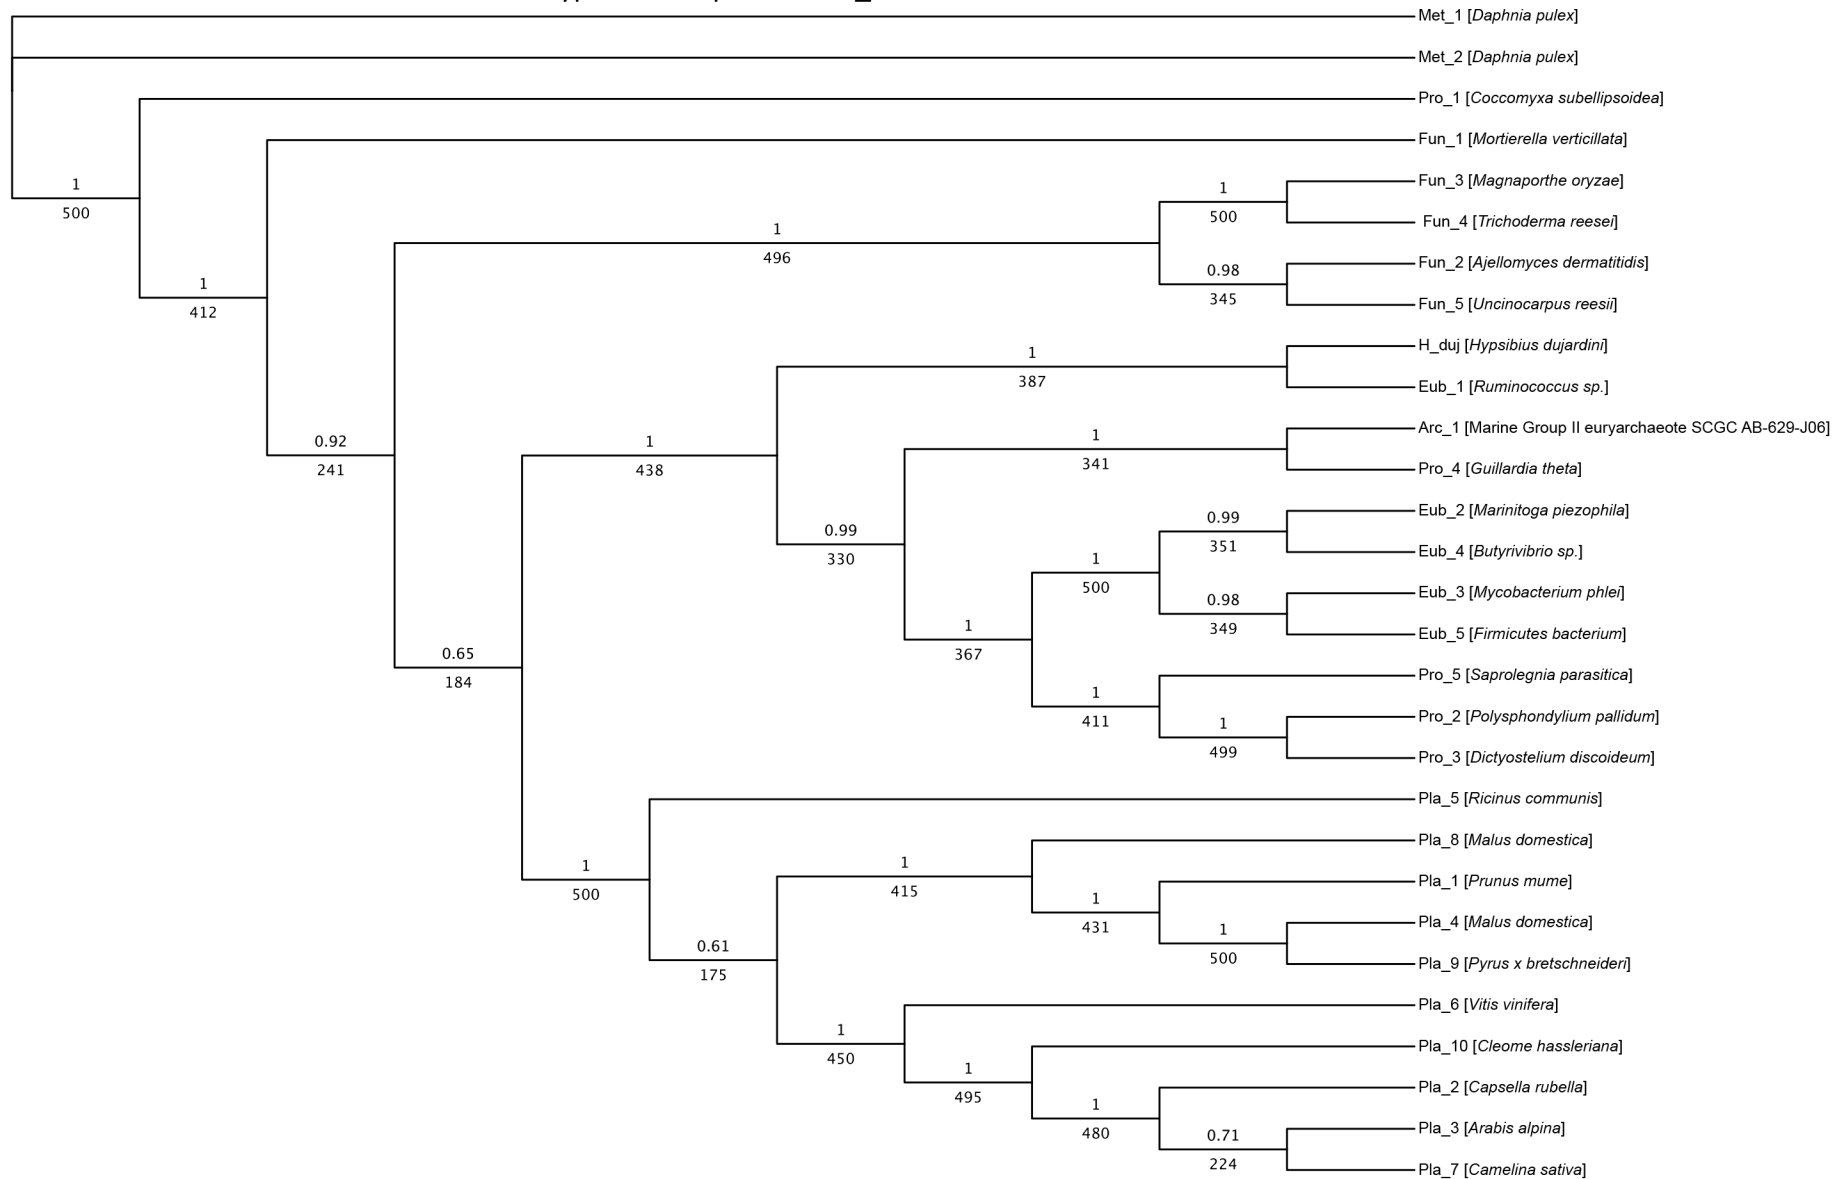 Met_1 [Daphnia pulex]
Met_2 [Daphnia pulex]
Pro_1 [Coccomyxa subellipsoidea]
Fun_1 [Mortierella verticillata]
1
500
Fun_3 [Magnaporthe oryzae]
1
500
Fun_4 [Trichoderma reesei]
1
496
Fun_2 [Ajellomyces dermatitidis]
0.98
345
Fun_5 [Uncinocarpus reesii]
1
412
H_duj [Hypsibius dujardini]
1
387
Eub_1 [Ruminococcus sp.]
Arc_1 [Marine Group II euryarchaeote SCGC AB-629-J06]
0.92
241
1
438
1
341
Pro_4 [Guillardia theta]
Eub_2 [Marinitoga piezophila]
0.99
351
0.99
330
Eub_4 [Butyrivibrio sp.]
1
500
Eub_3 [Mycobacterium phlei]
0.98
349
Eub_5 [Firmicutes bacterium]
1
367
0.65
184
Pro_5 [Saprolegnia parasitica]
1
411
Pro_2 [Polysphondylium pallidum]
1
499
Pro_3 [Dictyostelium discoideum]
Pla_5 [Ricinus communis]
Pla_8 [Malus domestica]
1
500
1
415
Pla_1 [Prunus mume]
1
431
Pla_4 [Malus domestica]
1
500
0.61
175
Pla_9 [Pyrus x bretschneideri]
Pla_6 [Vitis vinifera]
1
450
Pla_10 [Cleome hassleriana]
1
495
Pla_2 [Capsella rubella]
1
480
Pla_3 [Arabis alpina]
0.71
224
Pla_7 [Camelina sativa]